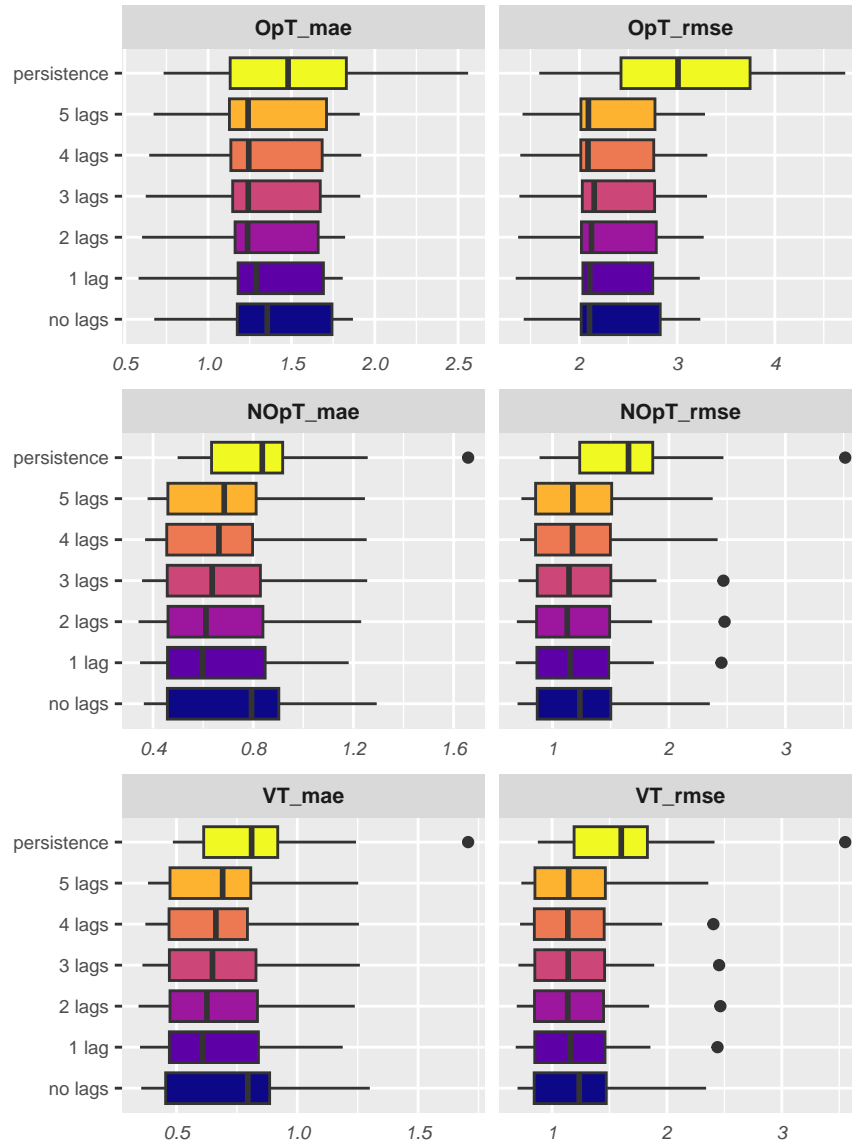 OpT_mae OpT_rmse
persistence
5 lags
4 lags
3 lags
2 lags
1 lag
no lags
0.5 1.0 1.5 2.0 2.5 2 3 4
NOpT_mae NOpT_rmse
persistence
5 lags
4 lags
3 lags
2 lags
1 lag
no lags
0.4 0.8 1.2 1.6 1 2 3
VT_mae VT_rmse
persistence
5 lags
4 lags
3 lags
2 lags
1 lag
no lags
0.5 1.0 1.5 1 2 3